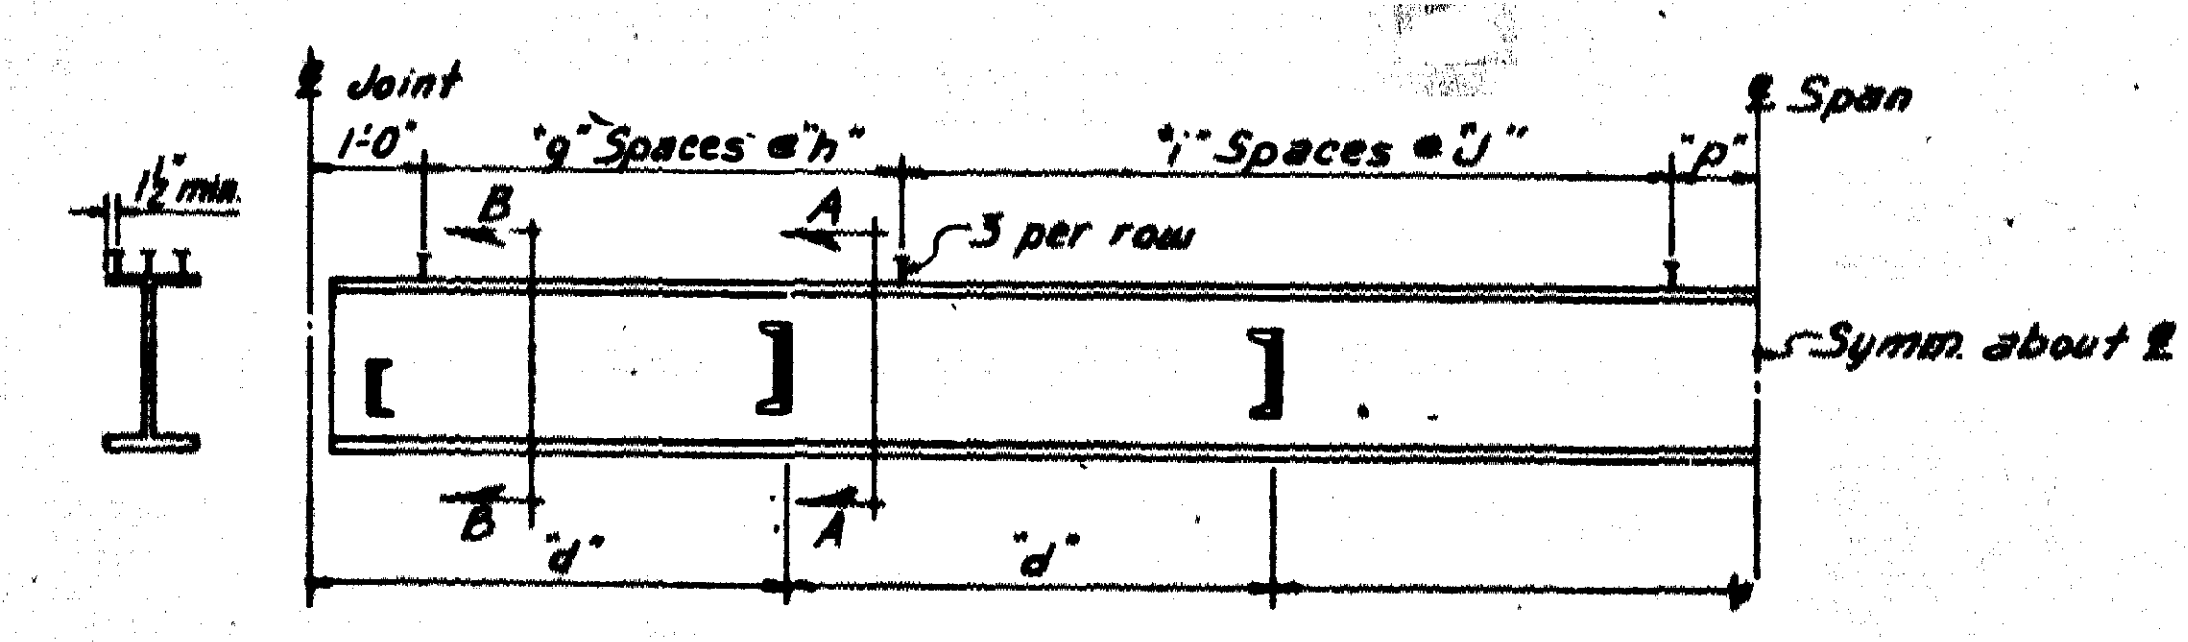 ℄ Joint
℄ Span
1'-0"
"g" Spaces @ "h"
"i" Spaces @ "J"
"p"
1½" min.
B
A
3 per row
Symm. about ℄
B
A
"d"
"d"